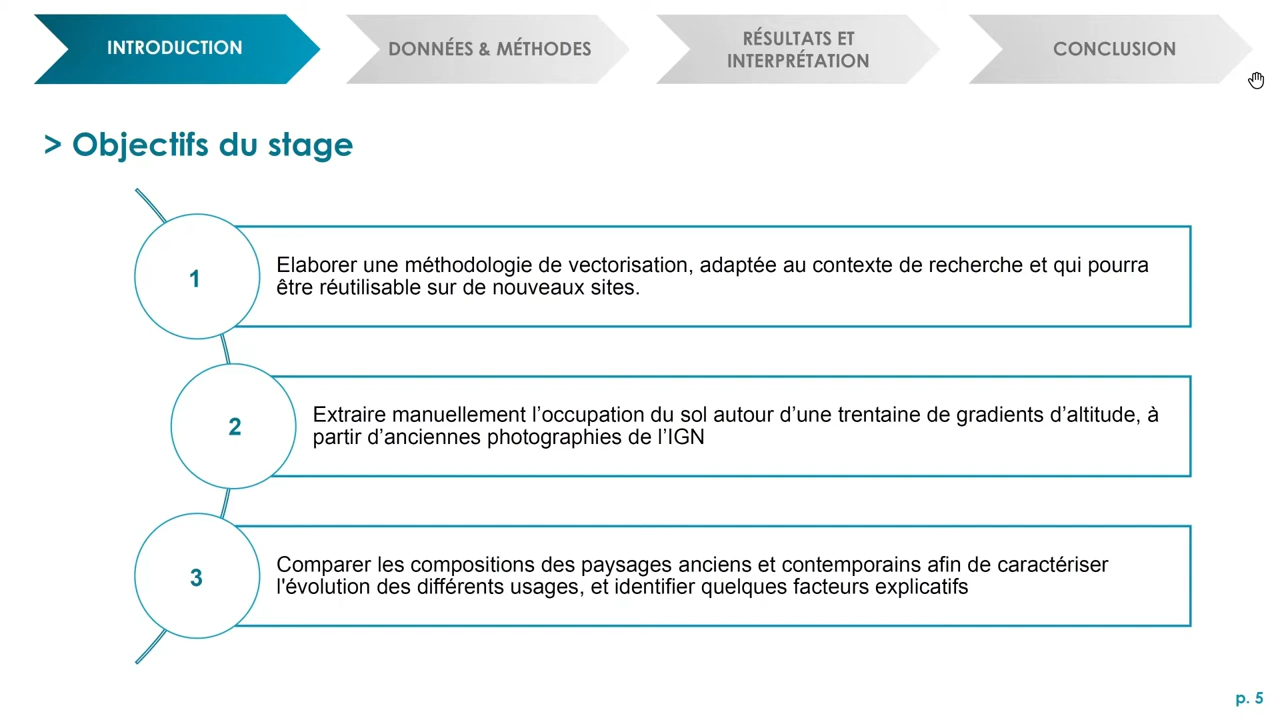 INTRODUCTION
DONNÉES & MÉTHODES
RÉSULTATS ET
INTERPRÉTATION
CONCLUSION
> Objectifs du stage
1
Elaborer une méthodologie de vectorisation, adaptée au contexte de recherche et qui pourra
être réutilisable sur de nouveaux sites.
2
Extraire manuellement l’occupation du sol autour d’une trentaine de gradients d’altitude, à
partir d’anciennes photographies de l’IGN
3
Comparer les compositions des paysages anciens et contemporains afin de caractériser
l'évolution des différents usages, et identifier quelques facteurs explicatifs
p. 5